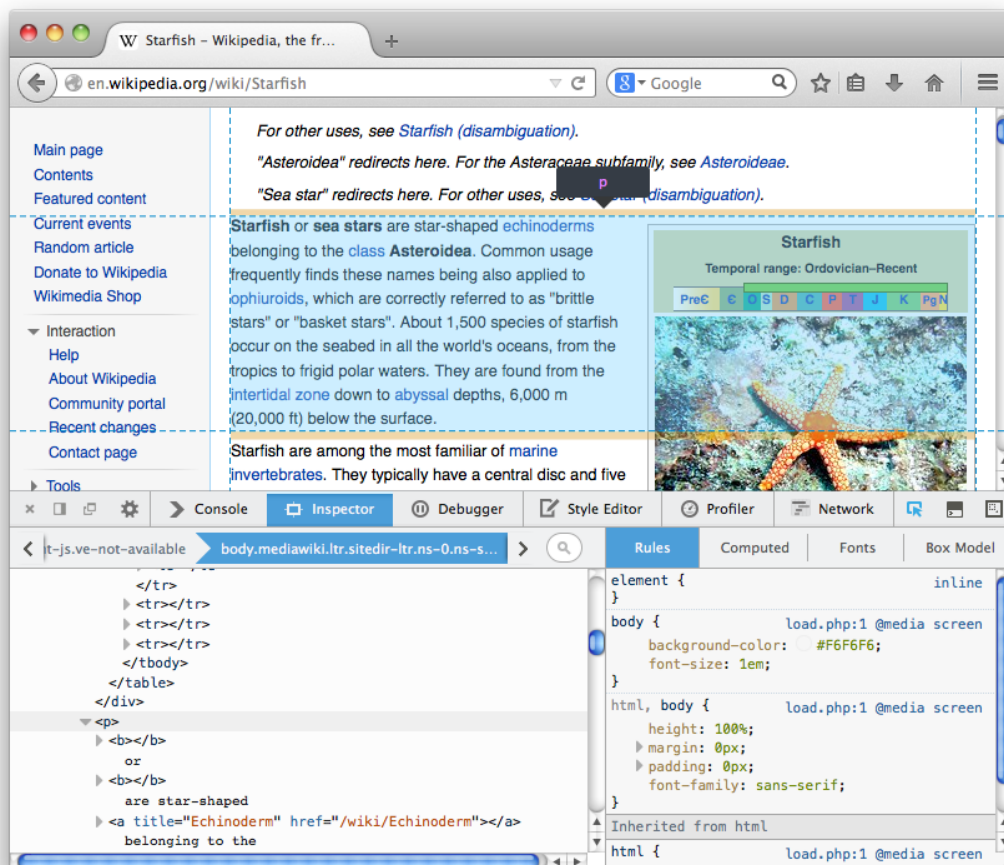 W Starfish – Wikipedia, the fr...
en.wikipedia.org/wiki/Starfish
8 Google
Main page
Contents
Featured content
Current events
Random article
Donate to Wikipedia
Wikimedia Shop
Interaction
Help
About Wikipedia
Community portal
Recent changes
Contact page
Tools
For other uses, see Starfish (disambiguation).
"Asteroidea" redirects here. For the Asteraceae subfamily, see Asteroideae.
"Sea star" redirects here. For other uses, see (disambiguation).
p
Starfish or sea stars are star-shaped echinoderms
belonging to the class Asteroidea. Common usage
frequently finds these names being also applied to
ophiuroids, which are correctly referred to as "brittle
stars" or "basket stars". About 1,500 species of starfish
occur on the seabed in all the world's oceans, from the
tropics to frigid polar waters. They are found from the
intertidal zone down to abyssal depths, 6,000 m
(20,000 ft) below the surface.
Starfish are among the most familiar of marine
invertebrates. They typically have a central disc and five
Starfish
Temporal range: Ordovician–Recent
PreЄ Є O S D C P T J K Pg N
Console
Inspector
Debugger
Style Editor
Profiler
Network
t-js.ve-not-available
body.mediawiki.ltr.sitedir-ltr.ns-0.ns-s...
Rules
Computed
Fonts
Box Model
</tr>
<tr></tr>
<tr></tr>
<tr></tr>
</tbody>
</table>
</div>
<p>
<b></b>
or
<b></b>
are star-shaped
<a title="Echinoderm" href="/wiki/Echinoderm"></a>
belonging to the
element { inline
}
body { load.php:1 @media screen
background-color: #F6F6F6;
font-size: 1em;
}
html, body { load.php:1 @media screen
height: 100%;
margin: 0px;
padding: 0px;
font-family: sans-serif;
}
Inherited from html
html { load.php:1 @media screen